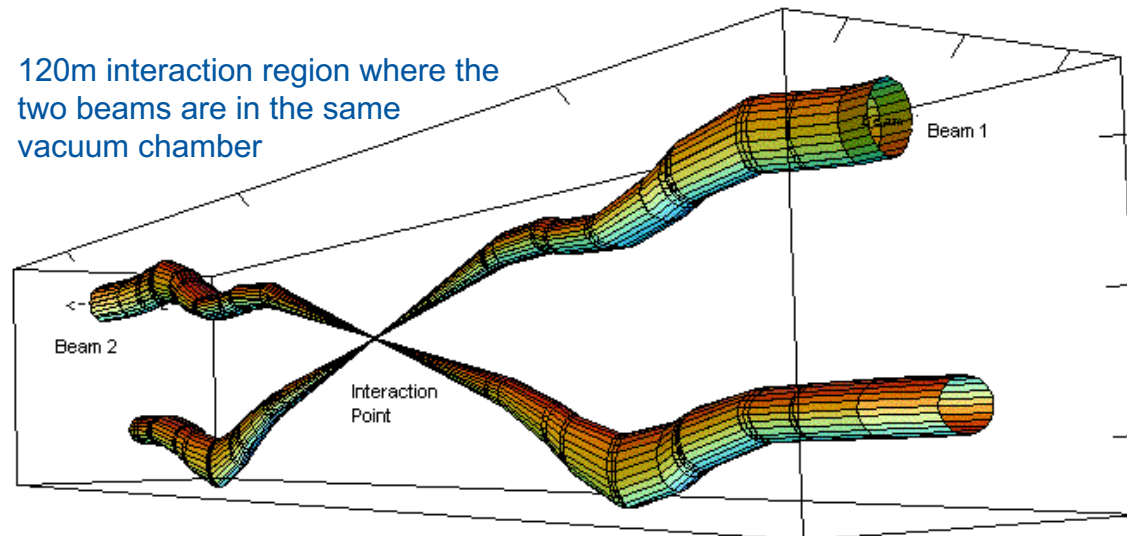 120m interaction region where the
two beams are in the same
vacuum chamber
Beam 1
Beam 2
Interaction
Point